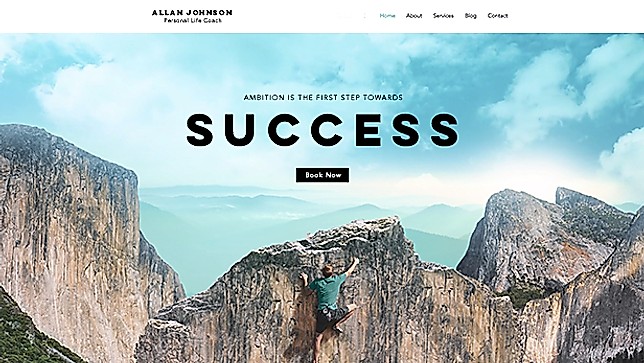 ALLAN JOHNSON
Personal Life Coach
Home About Services Blog Contact
AMBITION IS THE FIRST STEP TOWARDS
SUCCESS
Book Now